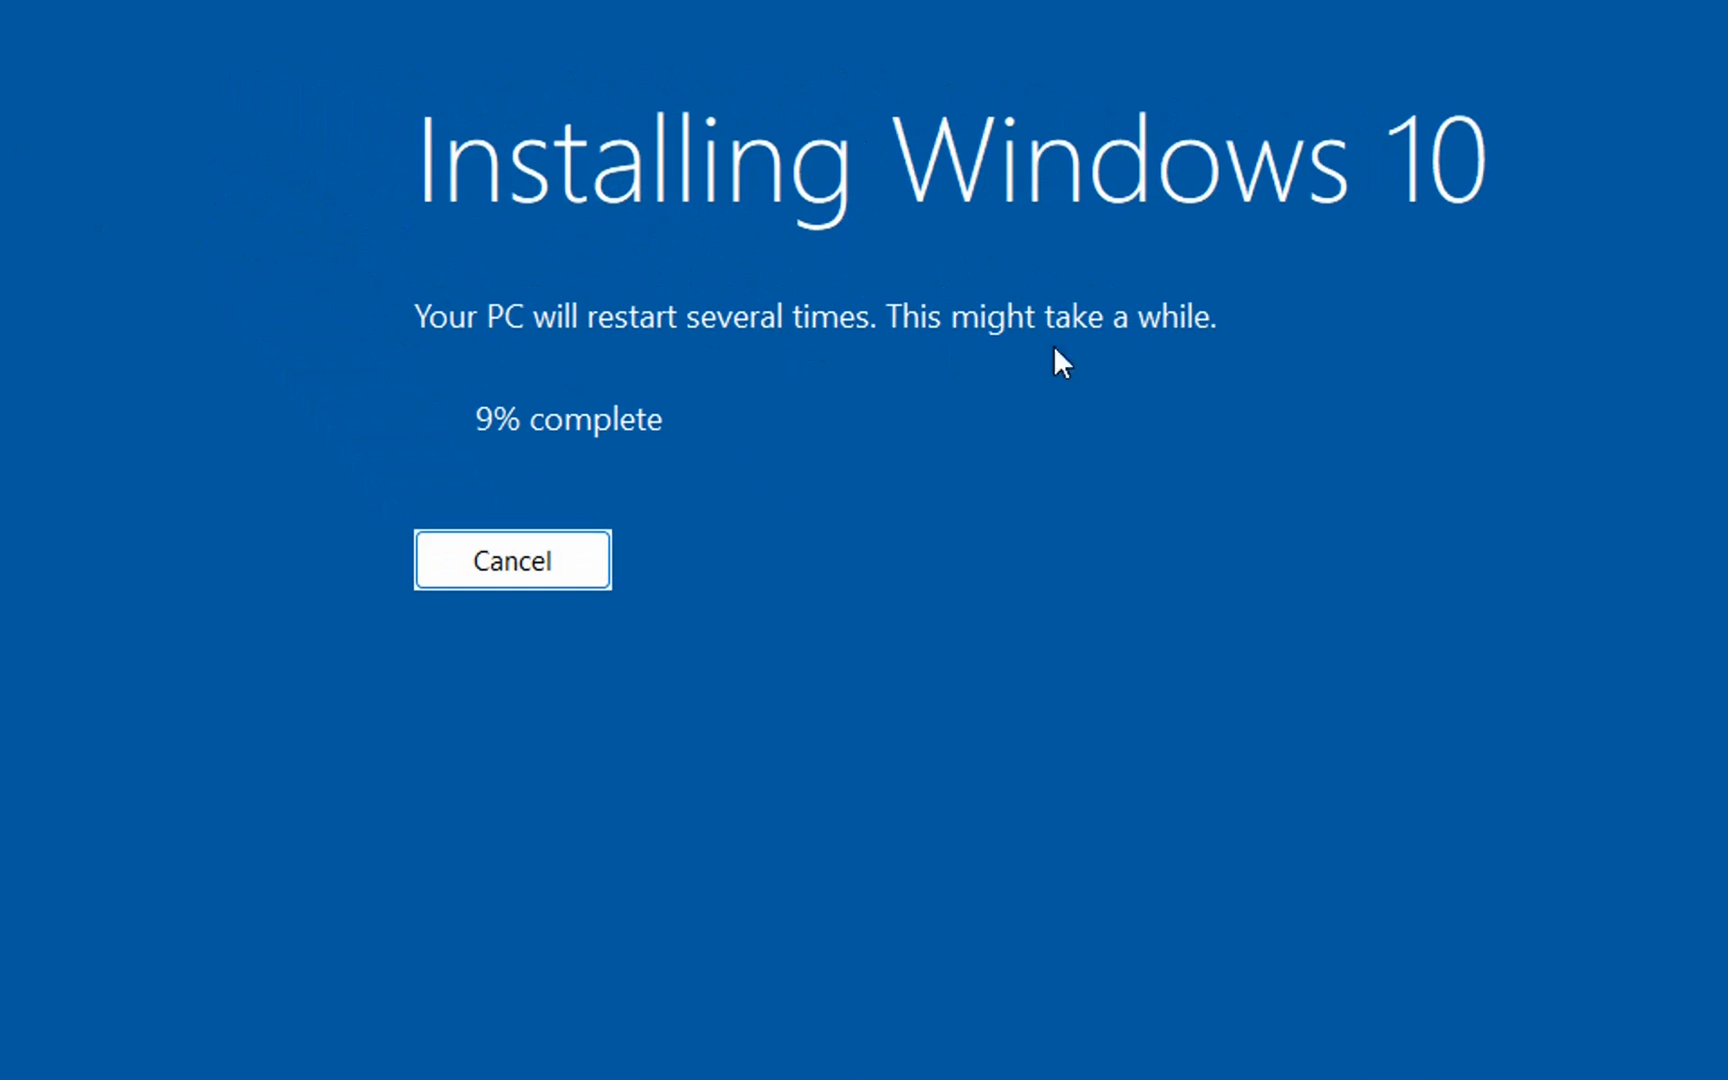 Installing Windows 10
Your PC will restart several times. This might take a while.
9% complete
Cancel